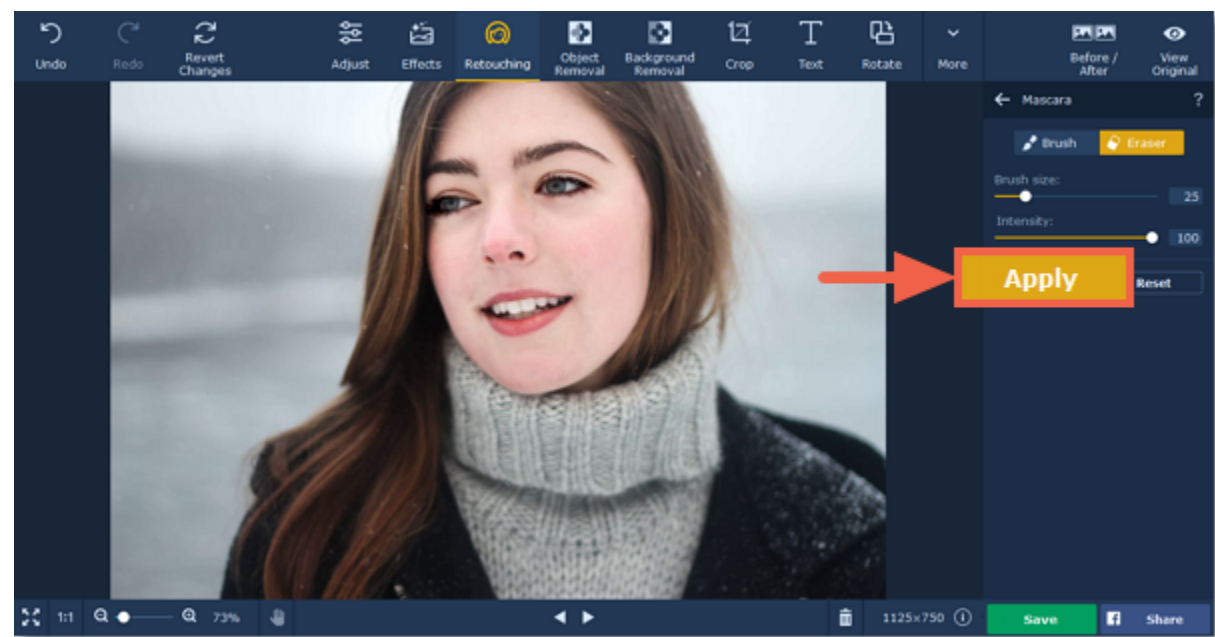 Undo
Redo
Revert
Changes
Adjust
Effects
Retouching
Object
Removal
Background
Removal
Crop
Text
Rotate
More
Before /
After
View
Original
Mascara
?
Brush
Eraser
Brush size:
25
Intensity:
100
Apply
Reset
1:1
73%
1125×750
Save
Share